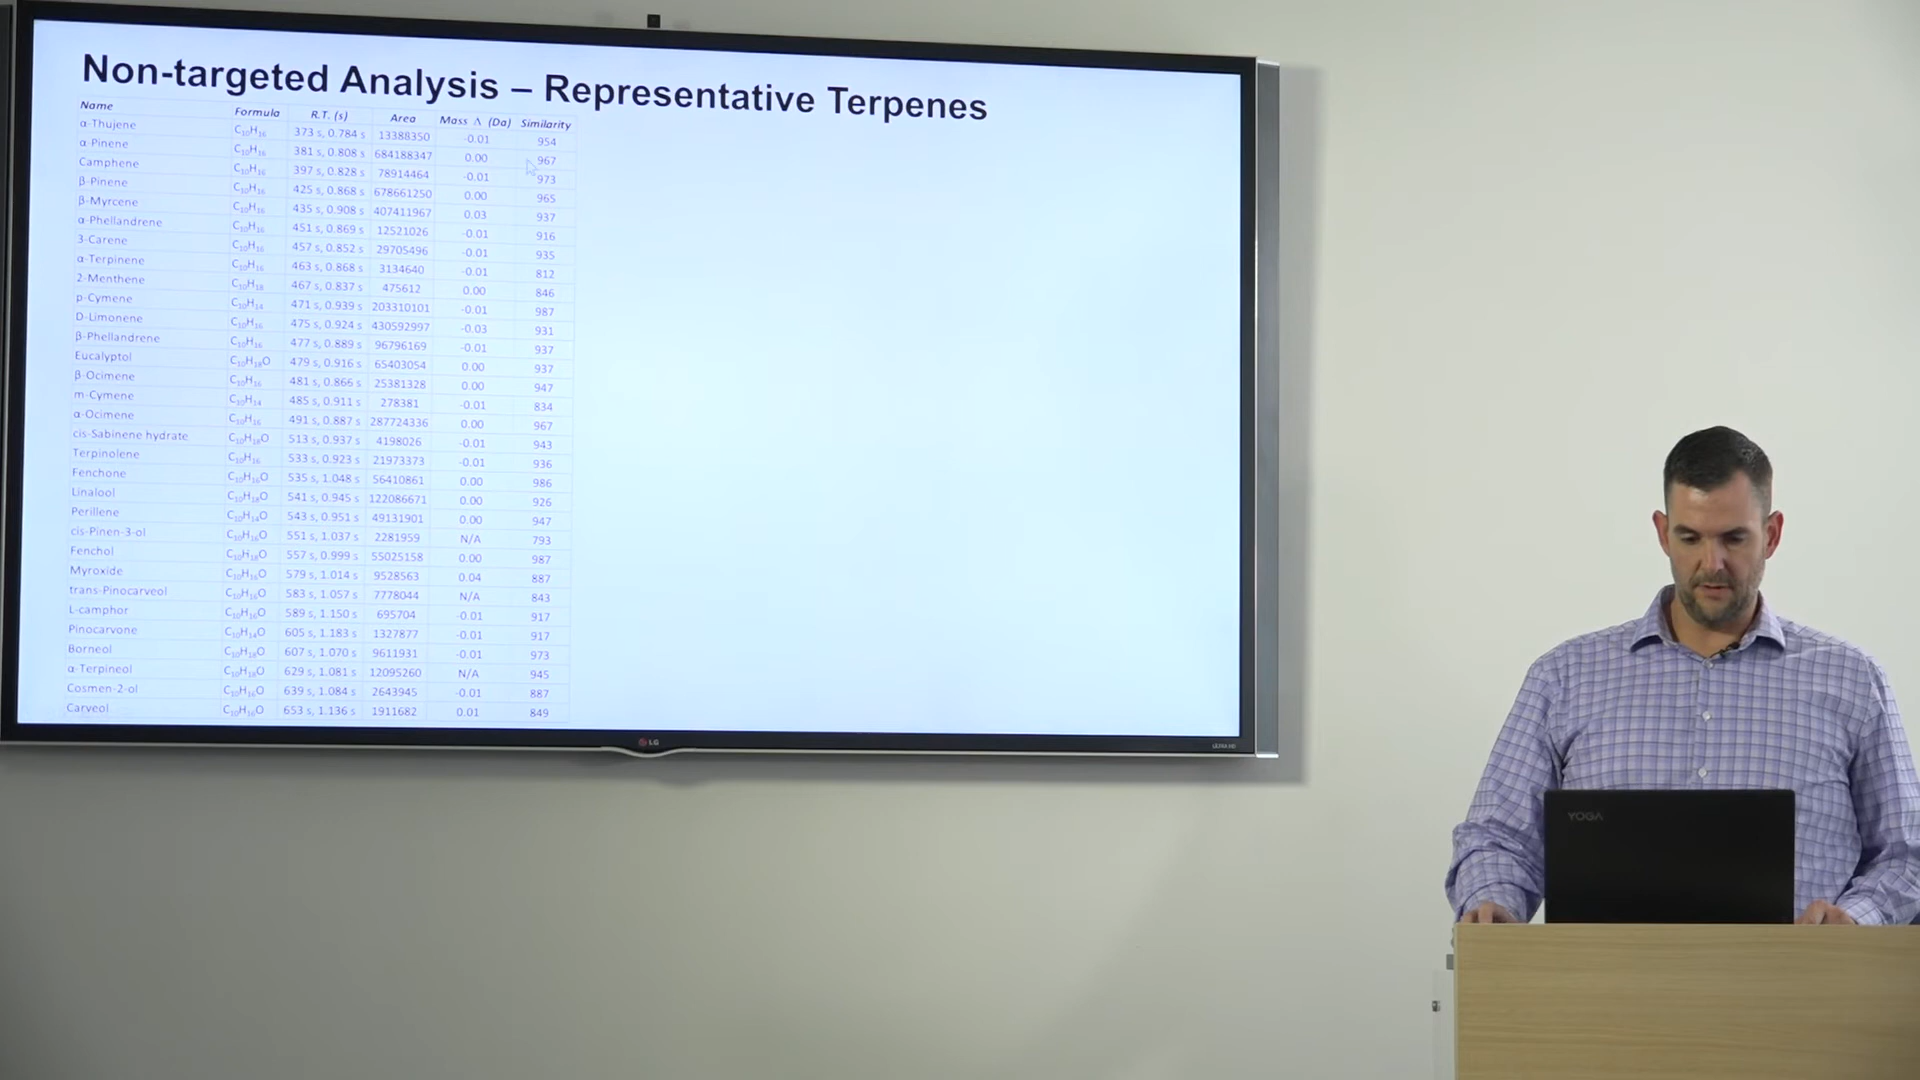 Non-targeted Analysis – Representative Terpenes
Name Formula R.T. (s) Area Mass Δ (Da) Similarity
α-Thujene C₁₀H₁₆ 373 s, 0.784 s 13388350 -0.01 954
α-Pinene C₁₀H₁₆ 381 s, 0.808 s 684188347 0.00 967
Camphene C₁₀H₁₆ 397 s, 0.828 s 78914464 -0.01 973
β-Pinene C₁₀H₁₆ 425 s, 0.868 s 678661250 0.00 965
β-Myrcene C₁₀H₁₆ 435 s, 0.908 s 407411967 0.03 937
α-Phellandrene C₁₀H₁₆ 451 s, 0.869 s 12521026 -0.01 916
3-Carene C₁₀H₁₆ 457 s, 0.852 s 29705496 -0.01 935
α-Terpinene C₁₀H₁₆ 463 s, 0.868 s 3134640 -0.01 812
2-Menthene C₁₀H₁₈ 467 s, 0.837 s 475612 0.00 846
p-Cymene C₁₀H₁₄ 471 s, 0.939 s 203310101 -0.01 987
D-Limonene C₁₀H₁₆ 475 s, 0.924 s 430592997 -0.03 931
β-Phellandrene C₁₀H₁₆ 477 s, 0.889 s 96796169 -0.01 937
Eucalyptol C₁₀H₁₈O 479 s, 0.916 s 65403054 0.00 937
β-Ocimene C₁₀H₁₆ 481 s, 0.866 s 25381328 0.00 947
m-Cymene C₁₀H₁₄ 485 s, 0.911 s 278381 -0.01 834
α-Ocimene C₁₀H₁₆ 491 s, 0.887 s 287724336 0.00 967
cis-Sabinene hydrate C₁₀H₁₈O 513 s, 0.937 s 4198026 -0.01 943
Terpinolene C₁₀H₁₆ 533 s, 0.923 s 21973373 -0.01 936
Fenchone C₁₀H₁₆O 535 s, 1.048 s 56410861 0.00 986
Linalool C₁₀H₁₈O 541 s, 0.945 s 122086671 0.00 926
Perillene C₁₀H₁₄O 543 s, 0.951 s 49131901 0.00 947
cis-Pinen-3-ol C₁₀H₁₆O 551 s, 1.037 s 2281959 N/A 793
Fenchol C₁₀H₁₈O 557 s, 0.999 s 55025158 0.00 987
Myroxide C₁₀H₁₆O 579 s, 1.014 s 9528563 0.04 887
trans-Pinocarveol C₁₀H₁₆O 583 s, 1.057 s 7778044 N/A 843
L-camphor C₁₀H₁₆O 589 s, 1.150 s 695704 -0.01 917
Pinocarvone C₁₀H₁₄O 605 s, 1.183 s 1327877 -0.01 917
Borneol C₁₀H₁₈O 607 s, 1.070 s 9611931 -0.01 973
α-Terpineol C₁₀H₁₈O 629 s, 1.081 s 12095260 N/A 945
Cosmen-2-ol C₁₀H₁₆O 639 s, 1.084 s 2643945 -0.01 887
Carveol C₁₀H₁₆O 653 s, 1.136 s 1911682 0.01 849
LG
ULTRA HD
YOGA